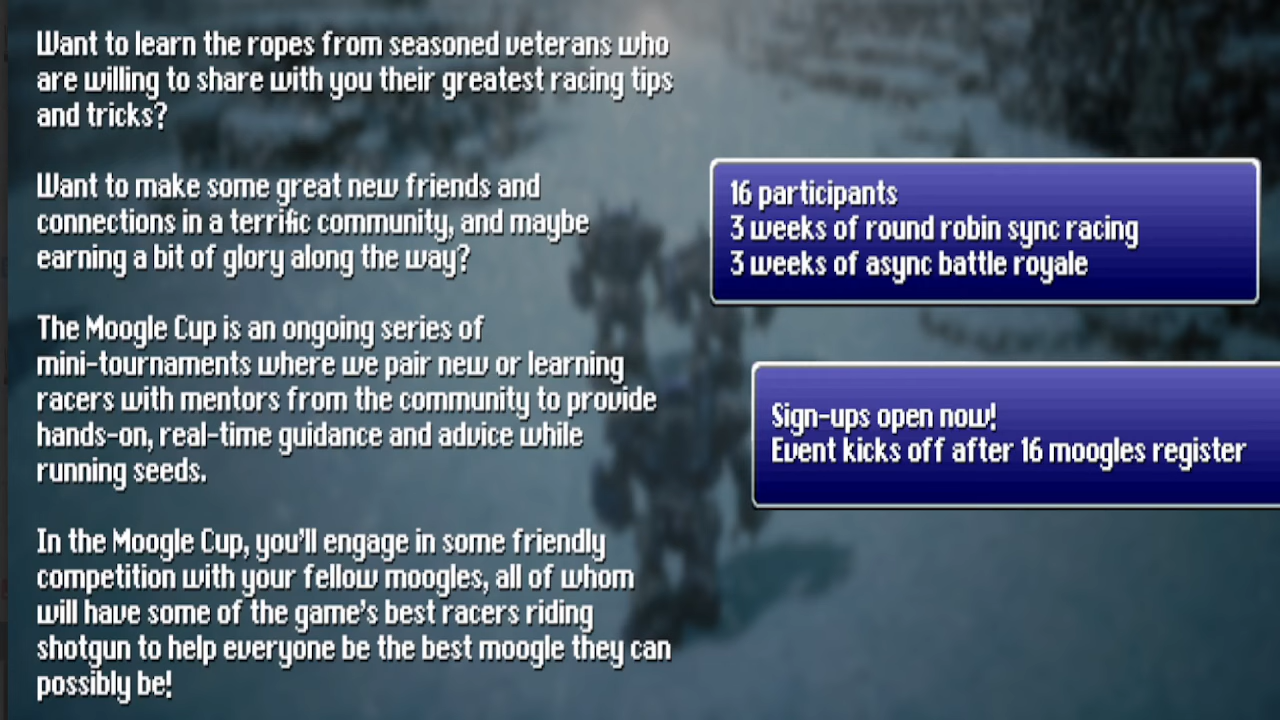 Want to learn the ropes from seasoned veterans who
are willing to share with you their greatest racing tips
and tricks?
Want to make some great new friends and
connections in a terrific community, and maybe
earning a bit of glory along the way?
The Moogle Cup is an ongoing series of
mini-tournaments where we pair new or learning
racers with mentors from the community to provide
hands-on, real-time guidance and advice while
running seeds.
In the Moogle Cup, you'll engage in some friendly
competition with your fellow moogles, all of whom
will have some of the game's best racers riding
shotgun to help everyone be the best moogle they can
possibly be!
16 participants
3 weeks of round robin sync racing
3 weeks of async battle royale
Sign-ups open now!
Event kicks off after 16 moogles register